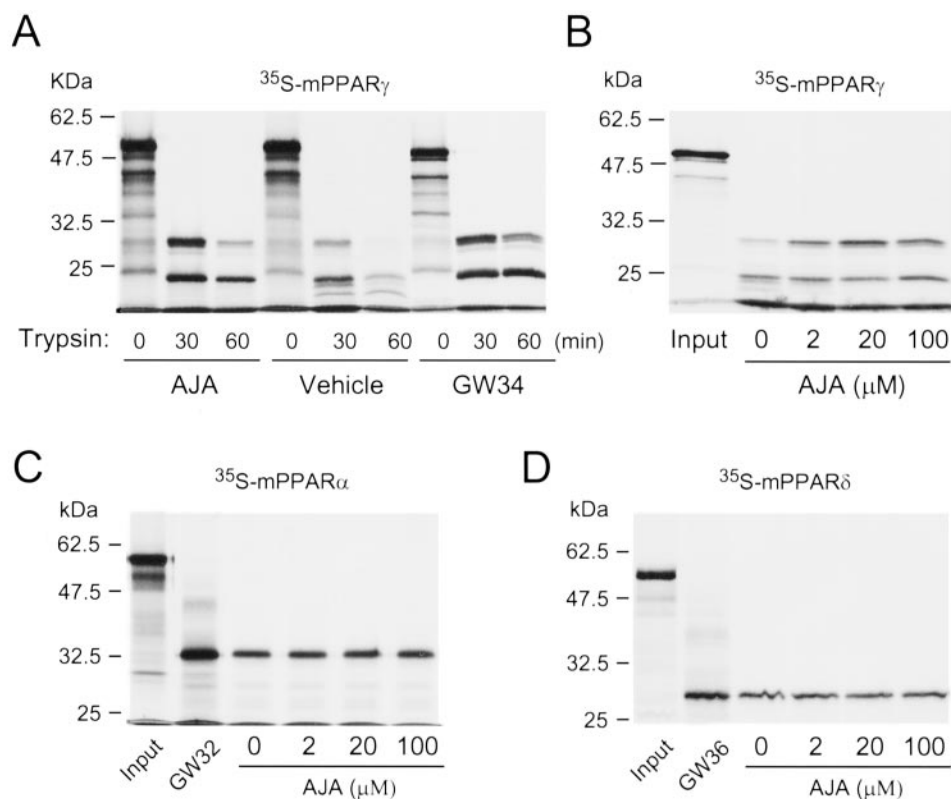 A
KDa
³⁵S-mPPARγ
62.5
47.5
32.5
25
Trypsin: 0 30 60 0 30 60 0 30 60 (min)
AJA Vehicle GW34
B
kDa
³⁵S-mPPARγ
62.5
47.5
32.5
25
Input 0 2 20 100
AJA (μM)
C
kDa
³⁵S-mPPARα
62.5
47.5
32.5
25
Input GW32 0 2 20 100
AJA (μM)
D
kDa
³⁵S-mPPARδ
62.5
47.5
32.5
25
Input GW36 0 2 20 100
AJA (μM)